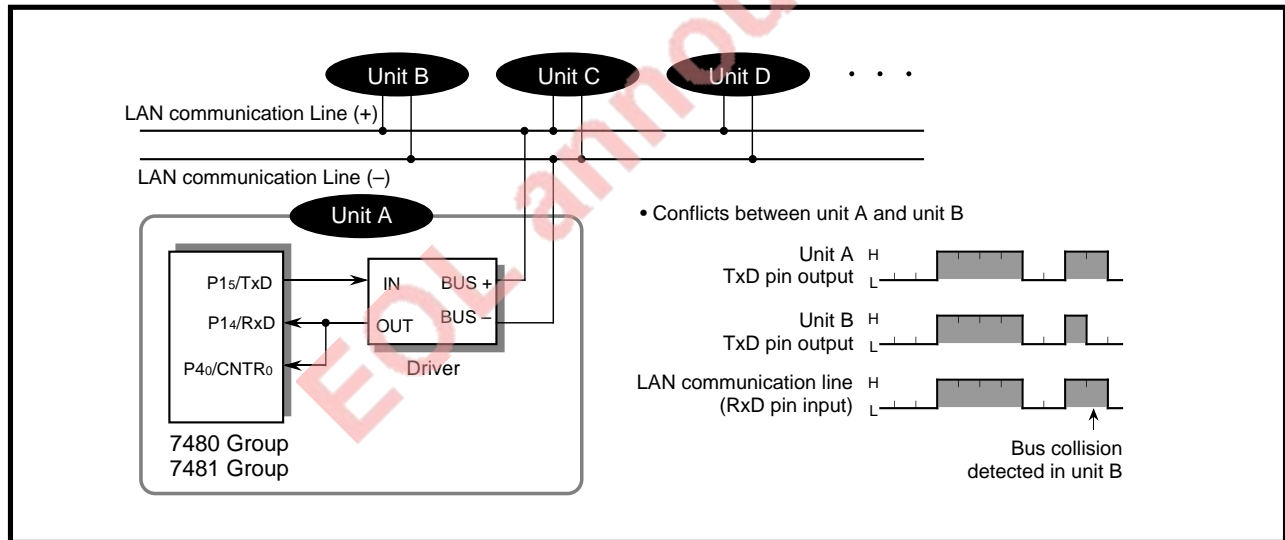 Unit B
Unit C
Unit D
· · ·
LAN communication Line (+)
LAN communication Line (–)
Unit A
P15/TxD
P14/RxD
P40/CNTR0
IN
OUT
BUS +
BUS –
Driver
7480 Group
7481 Group
• Conflicts between unit A and unit B
Unit A
TxD pin output
H
L
Unit B
TxD pin output
H
L
LAN communication line
(RxD pin input)
H
L
Bus collision
detected in unit B
EOL